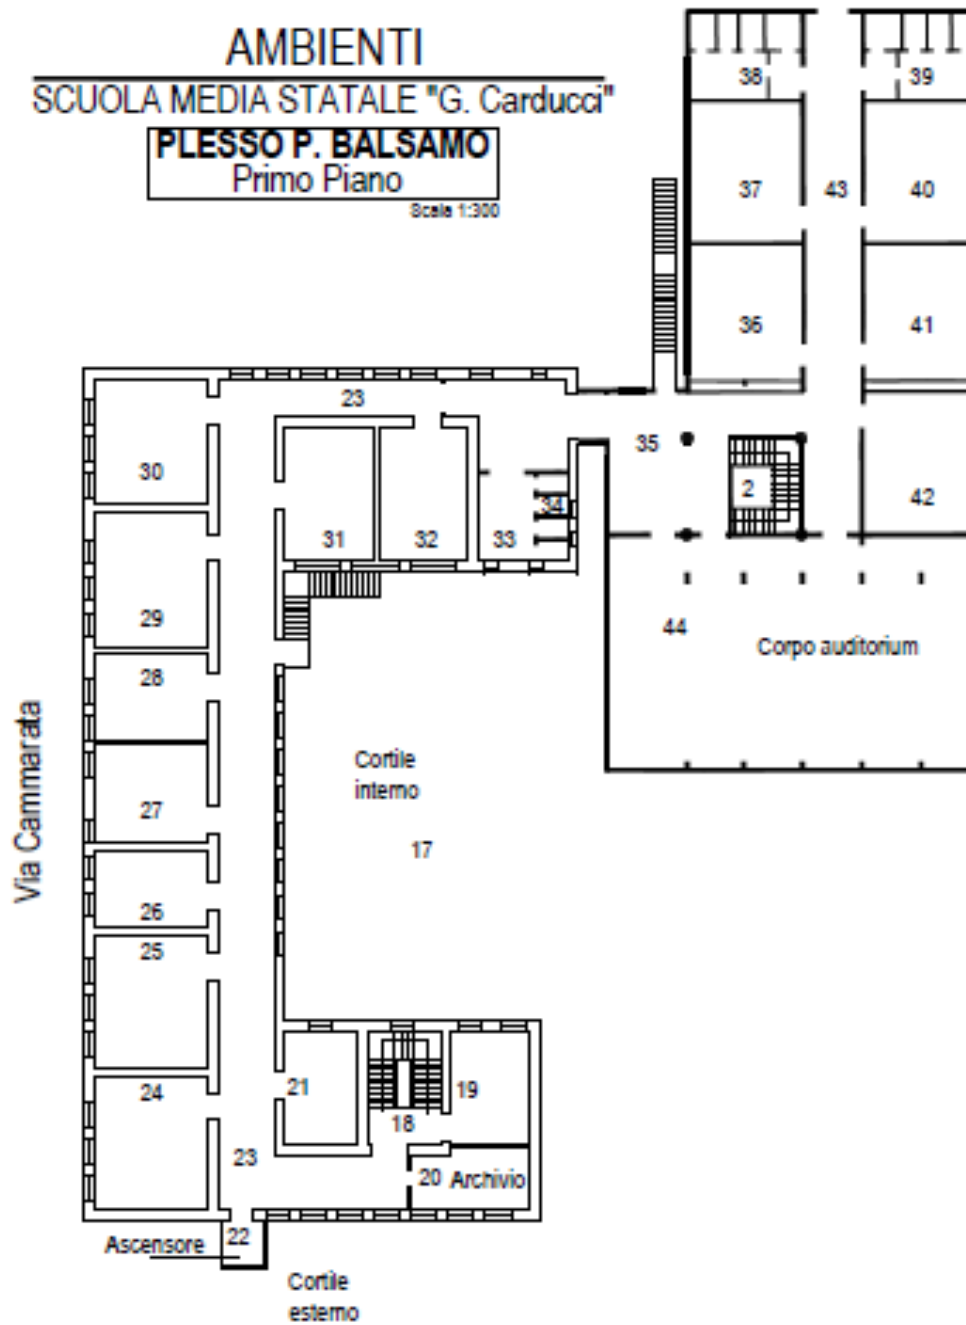 AMBIENTI
SCUOLA MEDIA STATALE "G. Carducci"
PLESSO P. BALSAMO
Primo Piano
Scala 1:300
38
39
37
43
40
36
41
23
35
30
2
42
34
31
32
33
29
44
Corpo auditorium
28
Via Cammarata
Cortile
interno
27
17
26
25
24
21
19
18
23
20
Archivio
22
Ascensore
Cortile
esterno